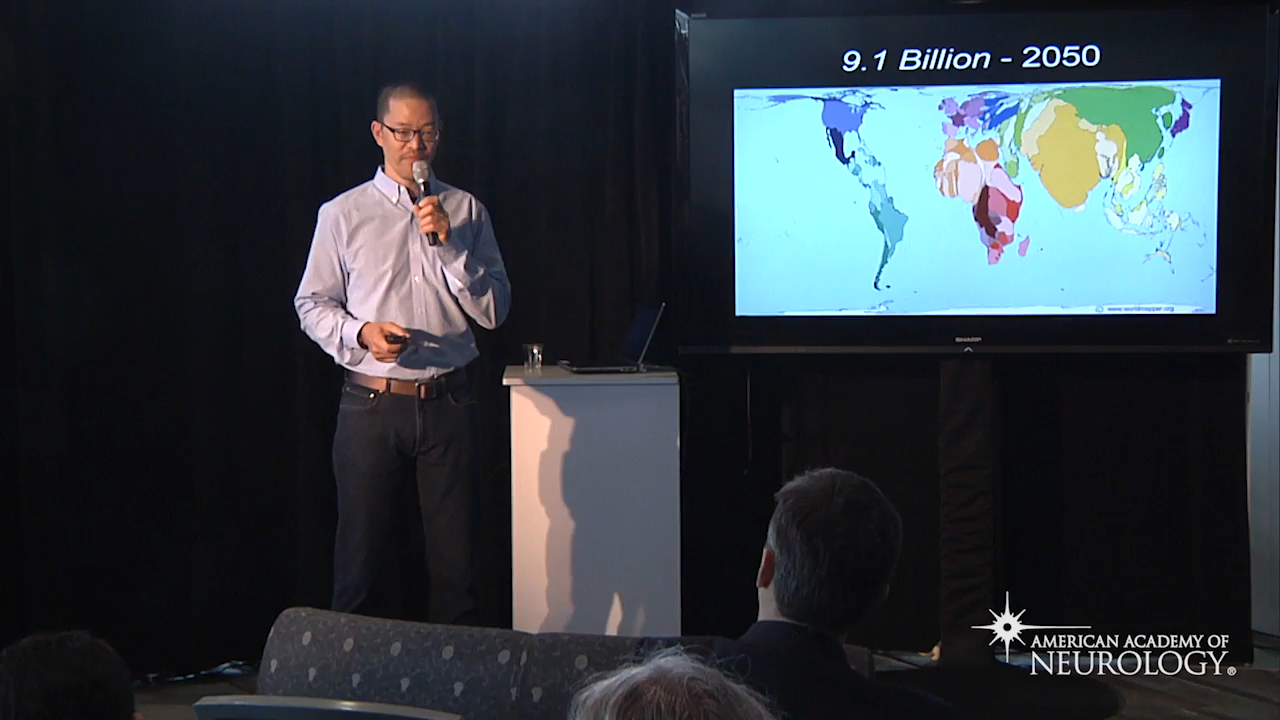 9.1 Billion - 2050
© www.worldmapper.org
SHARP
AMERICAN ACADEMY OF
NEUROLOGY®